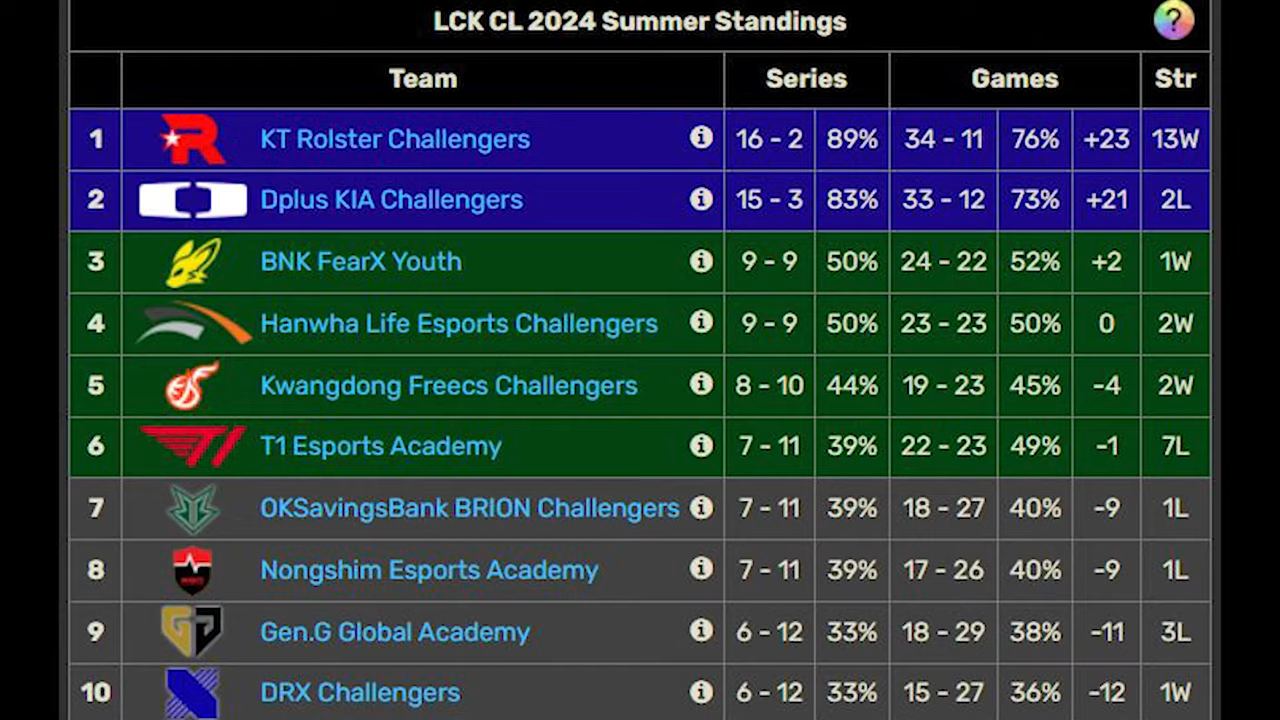 LCK CL 2024 Summer Standings ?
Team Series Games Str
1 KT Rolster Challengers i 16 - 2 89% 34 - 11 76% +23 13W
2 Dplus KIA Challengers i 15 - 3 83% 33 - 12 73% +21 2L
3 BNK FearX Youth i 9 - 9 50% 24 - 22 52% +2 1W
4 Hanwha Life Esports Challengers i 9 - 9 50% 23 - 23 50% 0 2W
5 Kwangdong Freecs Challengers i 8 - 10 44% 19 - 23 45% -4 2W
6 T1 T1 Esports Academy i 7 - 11 39% 22 - 23 49% -1 7L
7 OKSavingsBank BRION Challengers i 7 - 11 39% 18 - 27 40% -9 1L
8 Nongshim Esports Academy i 7 - 11 39% 17 - 26 40% -9 1L
9 Gen.G Global Academy i 6 - 12 33% 18 - 29 38% -11 3L
10 DRX Challengers i 6 - 12 33% 15 - 27 36% -12 1W